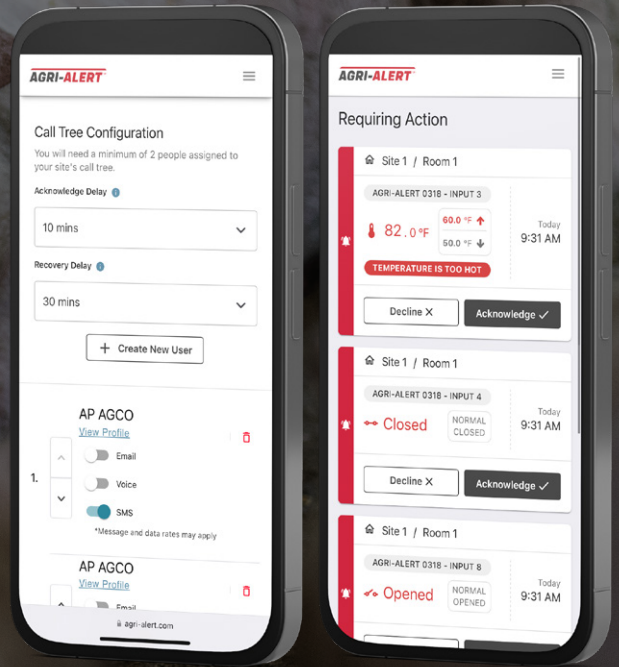 AGRI-ALERT
Call Tree Configuration
You will need a minimum of 2 people assigned to
your site's call tree.
Acknowledge Delay
10 mins
Recovery Delay
30 mins
+ Create New User
1.
AP AGCO
View Profile
Email
Voice
SMS
*Message and data rates may apply
AP AGCO
View Profile
Email
agri-alert.com
AGRI-ALERT
Requiring Action
Site 1 / Room 1
AGRI-ALERT 0318 - INPUT 3
82.0°F
60.0 °F ↑
50.0 °F ↓
Today
9:31 AM
TEMPERATURE IS TOO HOT
Decline X
Acknowledge ✓
Site 1 / Room 1
AGRI-ALERT 0318 - INPUT 4
Closed
NORMAL
CLOSED
Today
9:31 AM
Decline X
Acknowledge ✓
Site 1 / Room 1
AGRI-ALERT 0318 - INPUT 8
Opened
NORMAL
OPENED
Today
9:31 AM